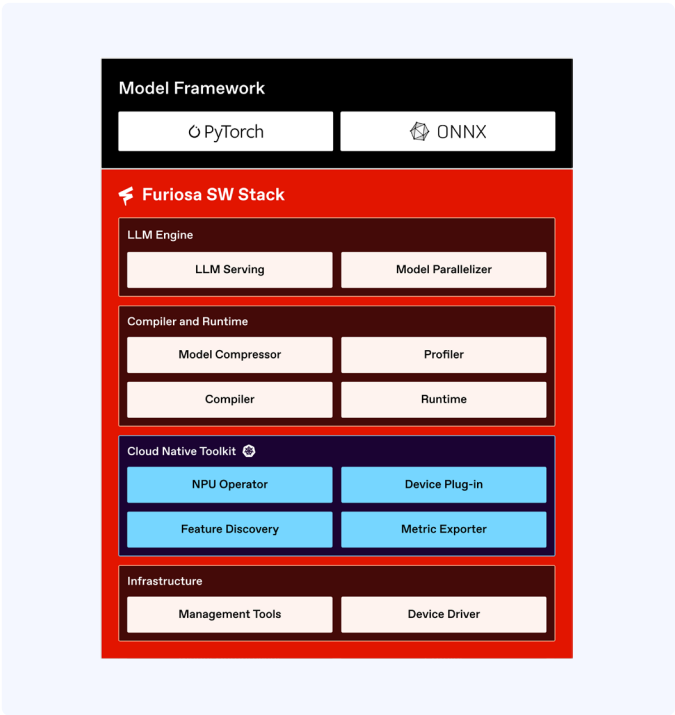 Model Framework
PyTorch ONNX
Furiosa SW Stack
LLM Engine
LLM Serving Model Parallelizer
Compiler and Runtime
Model Compressor Profiler
Compiler Runtime
Cloud Native Toolkit
NPU Operator Device Plug-in
Feature Discovery Metric Exporter
Infrastructure
Management Tools Device Driver